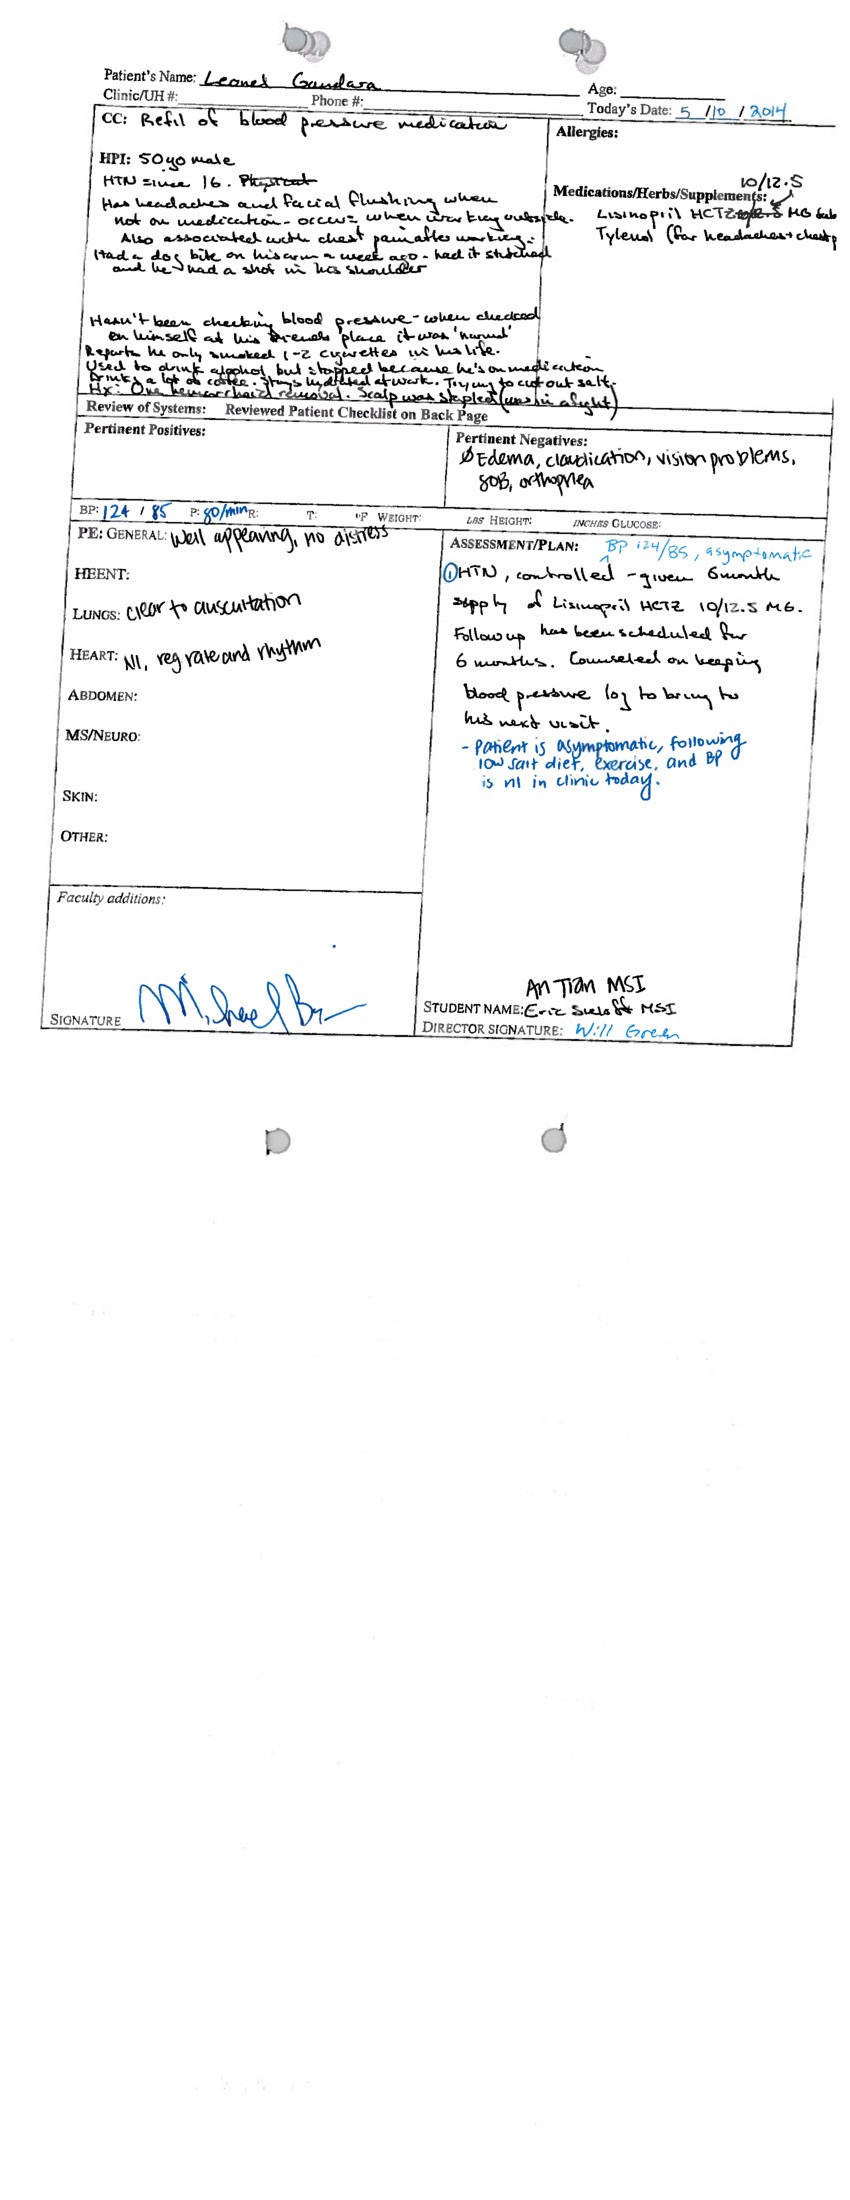 Patient's Name: Leonel Gandara
Age:
Clinic/UH #: Phone #:
Today's Date: 5 /10 / 2014
CC: Refil of blood pressure medication
HPI: 50yo male
HTN since 16. Physical
Has headaches and facial flushing when
not on medication - occurs when working outside.
Also associated with chest pain after working.
Had a dog bite on his arm a week ago - had it stitched
and he had a shot in his shoulder
Hasn't been checking blood pressure - when checked
on himself at his friends place it was 'normal'
Reports he only smoked 1-2 cigarettes in his life.
Used to drink alcohol but stopped because he's on medication
Drinks a lot of coffee. Stays hydrated at work. Trying to cut out salt.
Hx: One hemorrhoid removal. Scalp was stapled (was in a fight)
Allergies:
10/12.5
Medications/Herbs/Supplements:
Lisinopril HCTZ MG tab
Tylenol (for headaches + chest p
Review of Systems: Reviewed Patient Checklist on Back Page
Pertinent Positives:
Pertinent Negatives:
Ø Edema, claudication, vision problems,
SOB, orthopnea
BP: 124 / 85 P: 80/min R: T: °F WEIGHT: LBS HEIGHT: INCHES GLUCOSE:
PE: GENERAL: Well appearing, no distress
HEENT:
LUNGS: clear to auscultation
HEART: Nl, reg rate and rhythm
ABDOMEN:
MS/NEURO:
SKIN:
OTHER:
ASSESSMENT/PLAN: BP 124/85, asymptomatic
① HTN, controlled - given 6 month
supply of Lisinopril HCTZ 10/12.5 MG.
Follow up has been scheduled for
6 months. Counseled on keeping
blood pressure log to bring to
his next visit.
- Patient is asymptomatic, following
low salt diet, exercise, and BP
is nl in clinic today.
Faculty additions:
SIGNATURE Michael
An Tian MSI
STUDENT NAME: Eric MSI
DIRECTOR SIGNATURE: Will Green